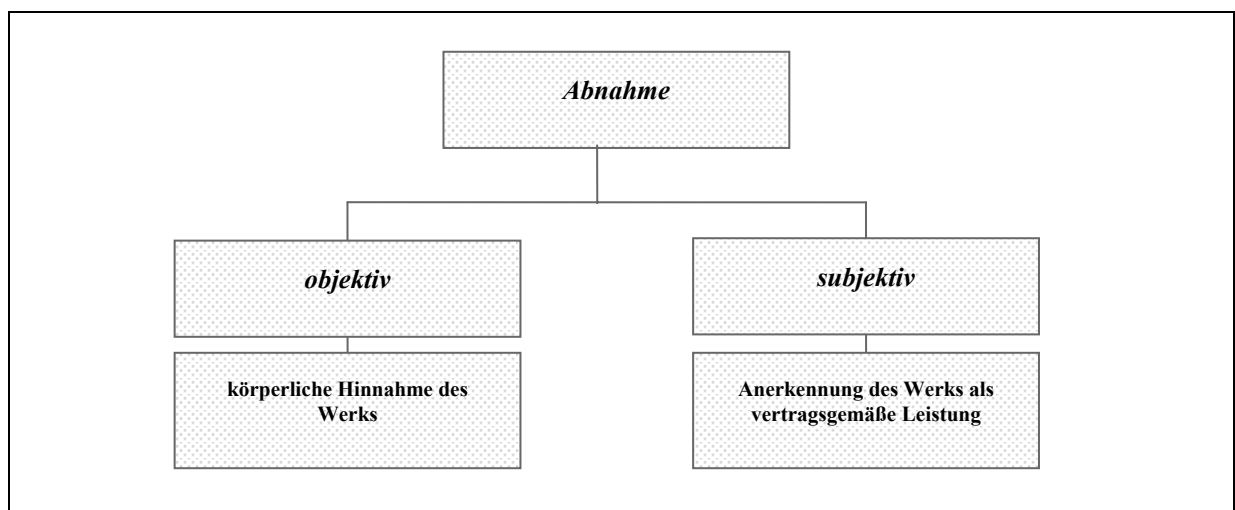 Abnahme
objektiv
subjektiv
körperliche Hinnahme des
Werks
Anerkennung des Werks als
vertragsgemäße Leistung